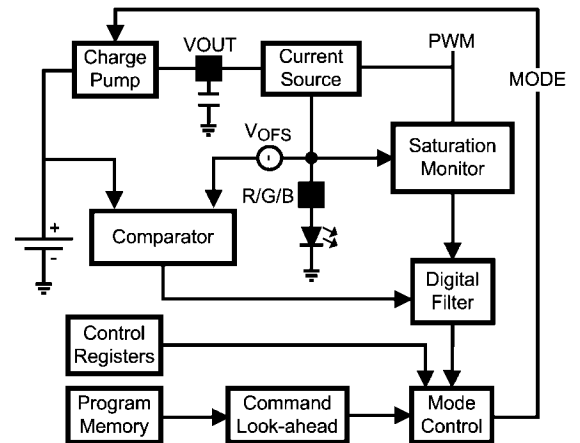 Charge
Pump
VOUT
Current
Source
PWM
MODE
VOFS
Saturation
Monitor
R/G/B
+
-
Comparator
Digital
Filter
Control
Registers
Program
Memory
Command
Look-ahead
Mode
Control